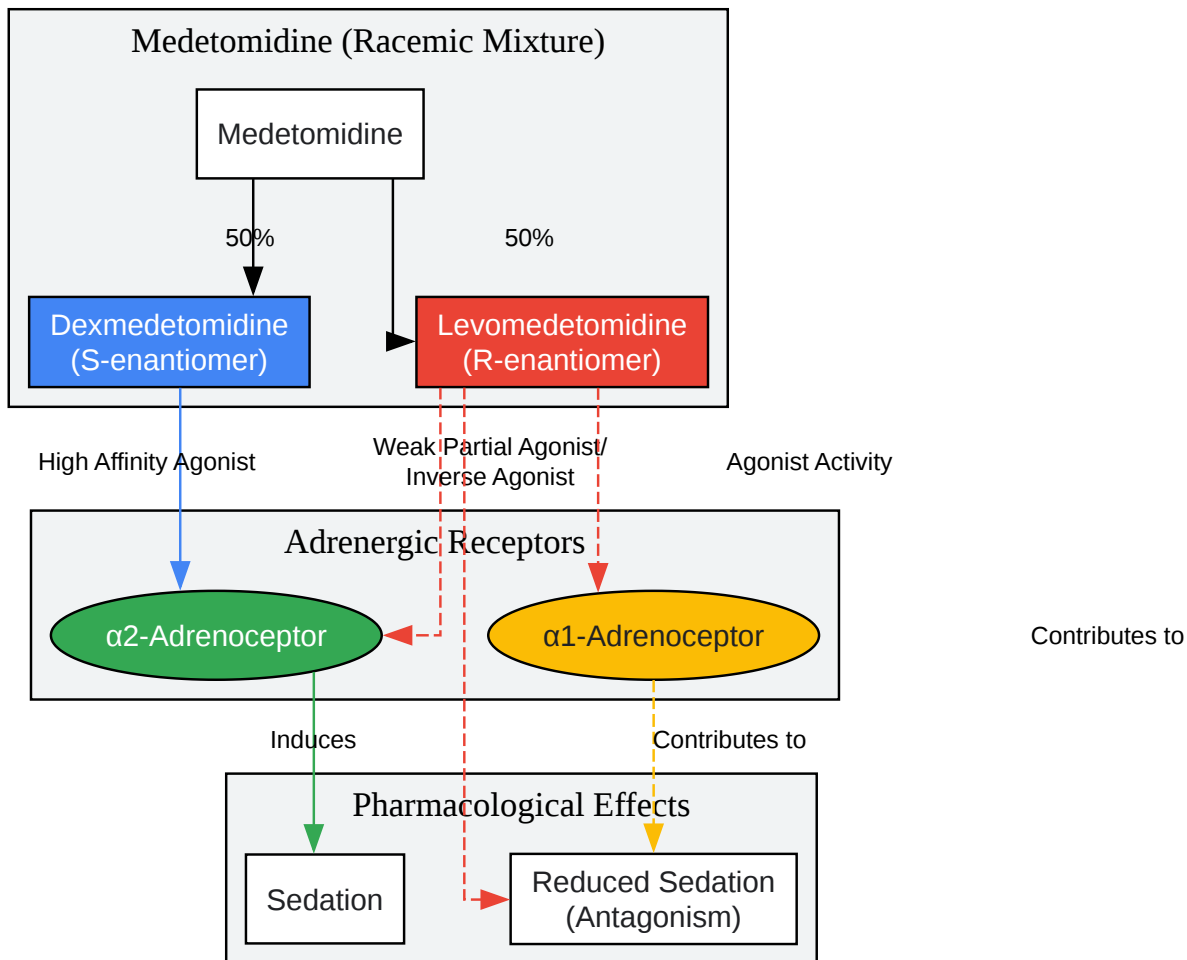 Medetomidine (Racemic Mixture)
Medetomidine
50%
50%
Dexmedetomidine
(S-enantiomer)
Levomedetomidine
(R-enantiomer)
High Affinity Agonist
Weak Partial Agonist/
Inverse Agonist
Agonist Activity
Adrenergic Receptors
α2-Adrenoceptor
α1-Adrenoceptor
Contributes to
Induces
Contributes to
Pharmacological Effects
Sedation
Reduced Sedation
(Antagonism)